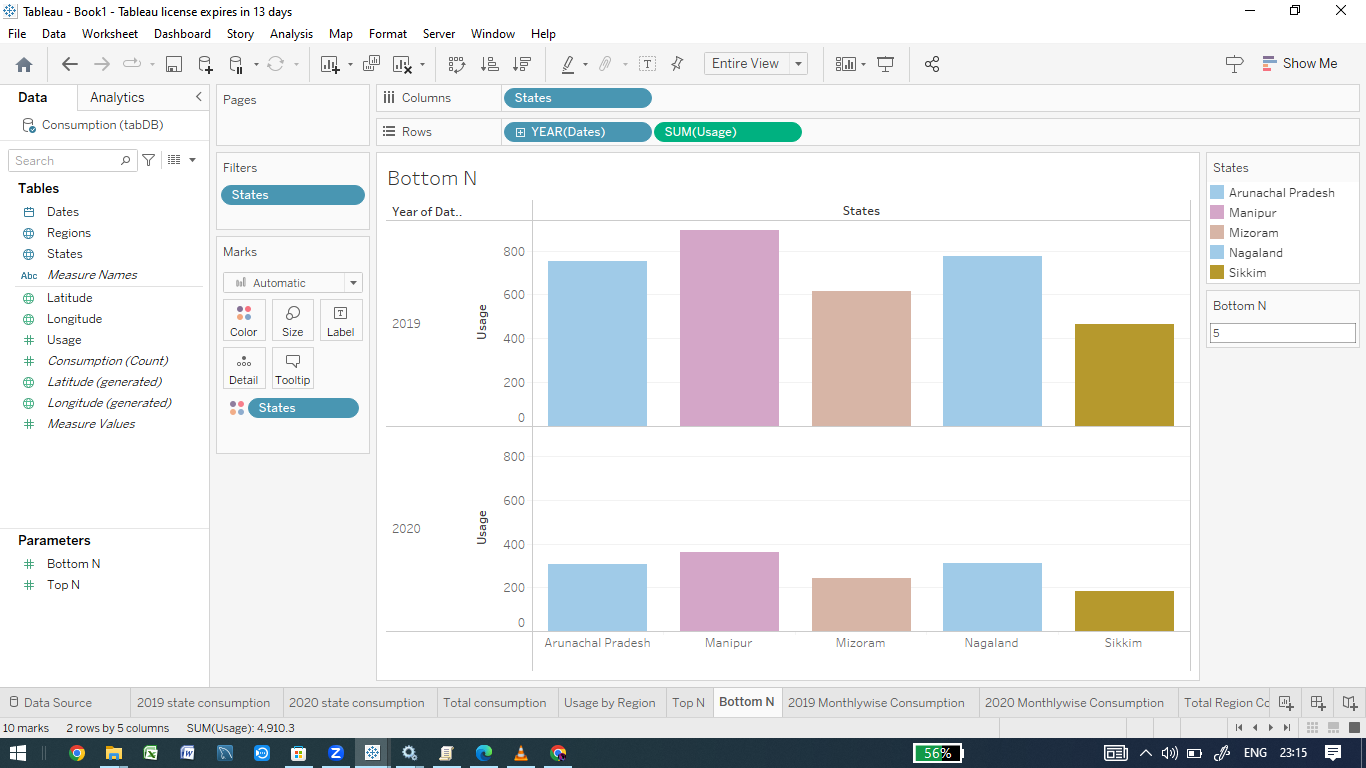 Tableau - Book1 - Tableau license expires in 13 days
File Data Worksheet Dashboard Story Analysis Map Format Server Window Help
Entire View
Show Me
Data Analytics
Consumption (tabDB)
Search
Tables
Dates
Regions
States
Abc Measure Names
Latitude
Longitude
Usage
Consumption (Count)
Latitude (generated)
Longitude (generated)
Measure Values
Parameters
Bottom N
Top N
Pages
Filters
States
Marks
Automatic
Color Size Label
Detail Tooltip
States
Columns States
Rows YEAR(Dates) SUM(Usage)
Bottom N
Year of Dat.. States
2019
Usage
800
600
400
200
0
2020
Usage
800
600
400
200
0
Arunachal Pradesh Manipur Mizoram Nagaland Sikkim
States
Arunachal Pradesh
Manipur
Mizoram
Nagaland
Sikkim
Bottom N
5
Data Source 2019 state consumption 2020 state consumption Total consumption Usage by Region Top N Bottom N 2019 Monthlywise Consumption 2020 Monthlywise Consumption Total Region Co
10 marks 2 rows by 5 columns SUM(Usage): 4,910.3
56% ENG 23:15